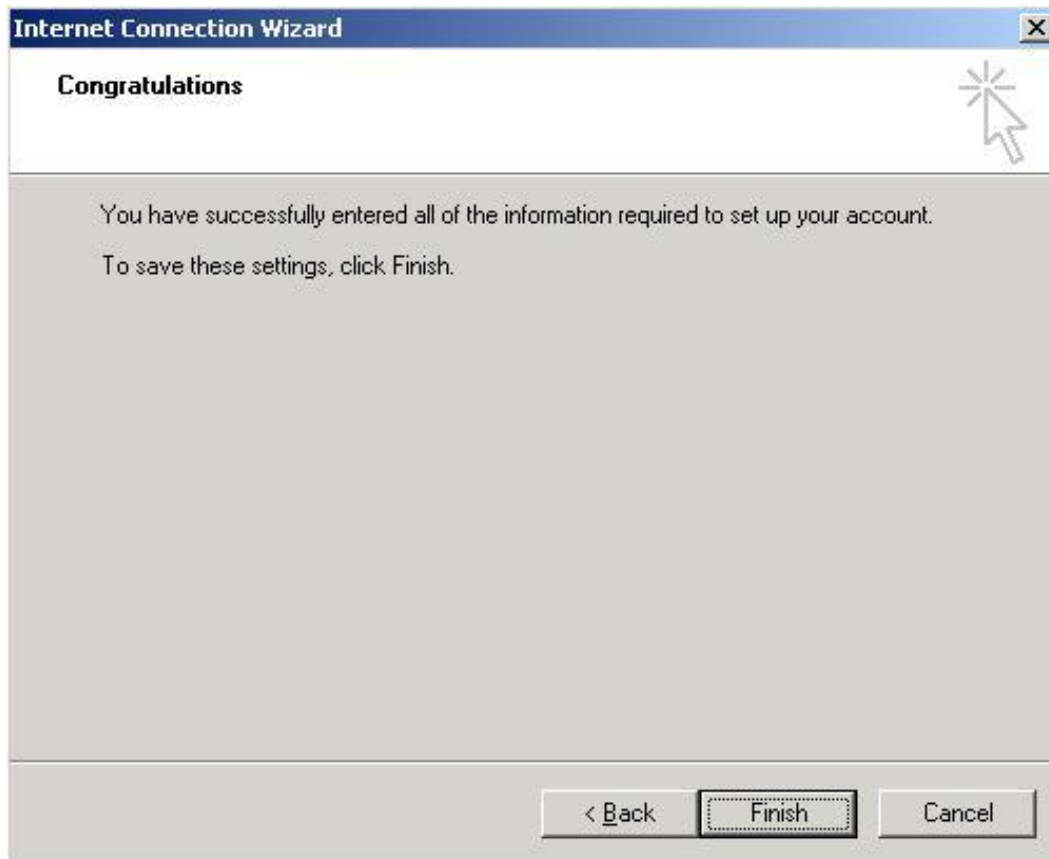 Internet Connection Wizard
Congratulations
You have successfully entered all of the information required to set up your account.
To save these settings, click Finish.
< Back
Finish
Cancel